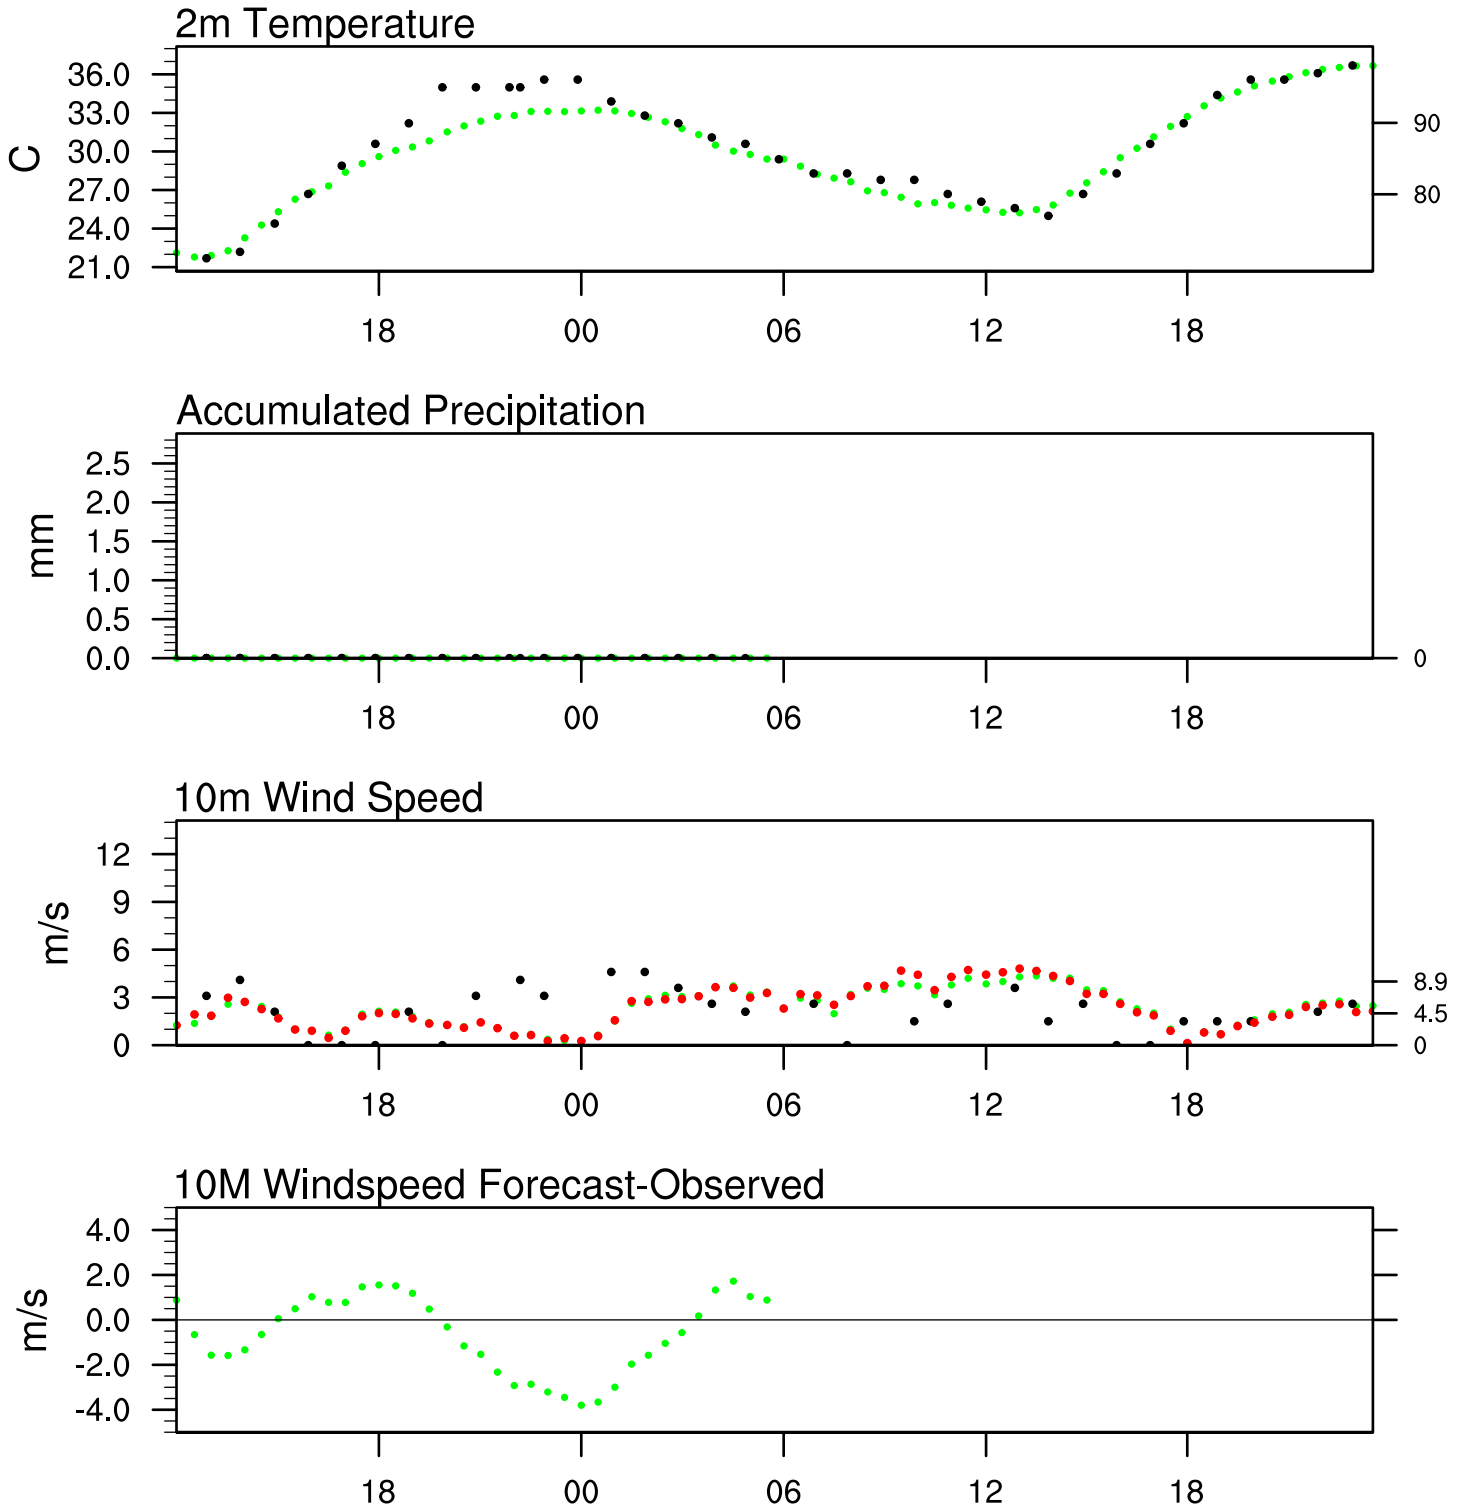 2m Temperature
36.0
33.0
30.0
27.0
24.0
21.0
C
90
80
18 00 06 12 18
Accumulated Precipitation
2.5
2.0
1.5
1.0
0.5
0.0
mm
0
18 00 06 12 18
10m Wind Speed
12
9
6
3
0
m/s
8.9
4.5
0
18 00 06 12 18
10M Windspeed Forecast-Observed
4.0
2.0
0.0
-2.0
-4.0
m/s
18 00 06 12 18